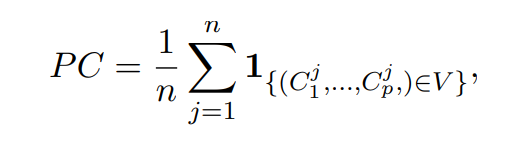 $PC = \frac{1}{n} \sum_{j=1}^{n} \mathbf{1}_{\{(C_1^j,\ldots,C_p^j,)\in V\}},$